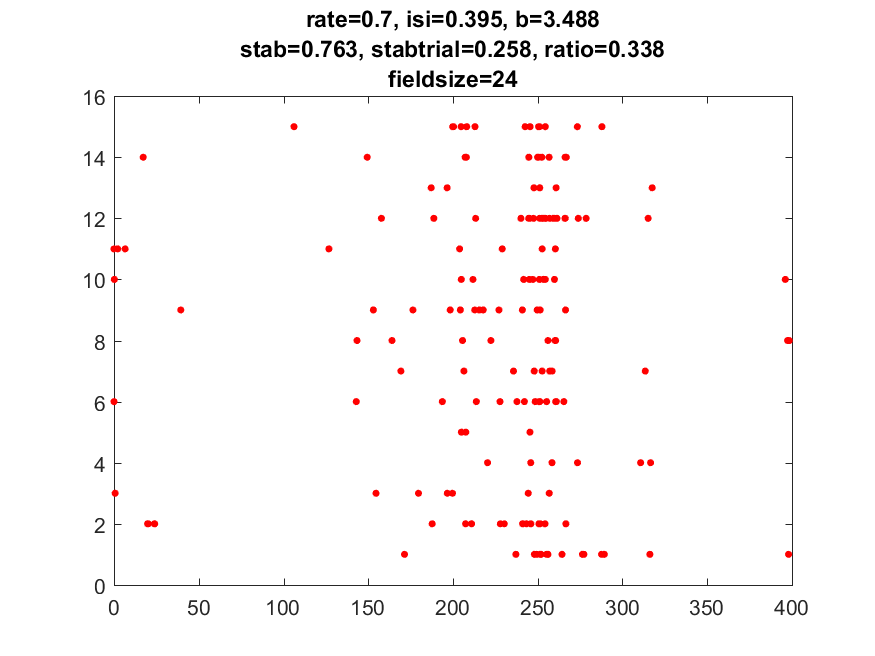 rate=0.7, isi=0.395, b=3.488
stab=0.763, stabtrial=0.258, ratio=0.338
fieldsize=24
16
14
12
10
8
6
4
2
0
0 50 100 150 200 250 300 350 400